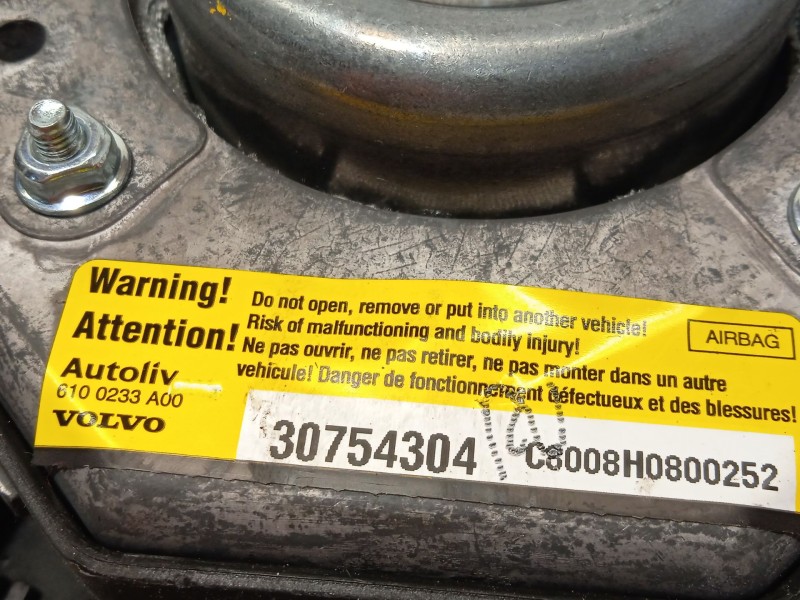 Warning!
Attention!
Do not open, remove or put into another vehicle!
Risk of malfunctioning and bodily injury!
Ne pas ouvrir, ne pas retirer, ne pas monter dans un autre
vehicule! Danger de fonctionnement défectueux et des blessures!
AIRBAG
Autoliv
610 0233 A00
VOLVO
30754304
C8008H0800252